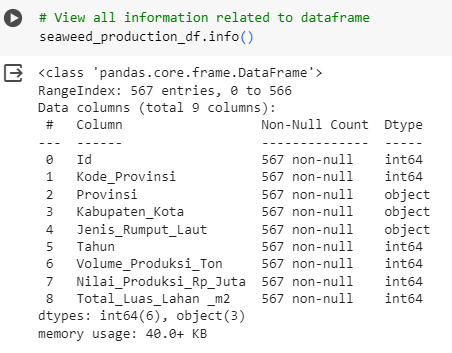 # View all information related to dataframe
seaweed_production_df.info()
<class 'pandas.core.frame.DataFrame'>
RangeIndex: 567 entries, 0 to 566
Data columns (total 9 columns):
 #   Column              Non-Null Count  Dtype
---  ------              --------------  -----
 0   Id                  567 non-null    int64
 1   Kode_Provinsi       567 non-null    int64
 2   Provinsi            567 non-null    object
 3   Kabupaten_Kota      567 non-null    object
 4   Jenis_Rumput_Laut   567 non-null    object
 5   Tahun               567 non-null    int64
 6   Volume_Produksi_Ton 567 non-null    int64
 7   Nilai_Produksi_Rp_Juta 567 non-null    int64
 8   Total_Luas_Lahan _m2 567 non-null    int64
dtypes: int64(6), object(3)
memory usage: 40.0+ KB